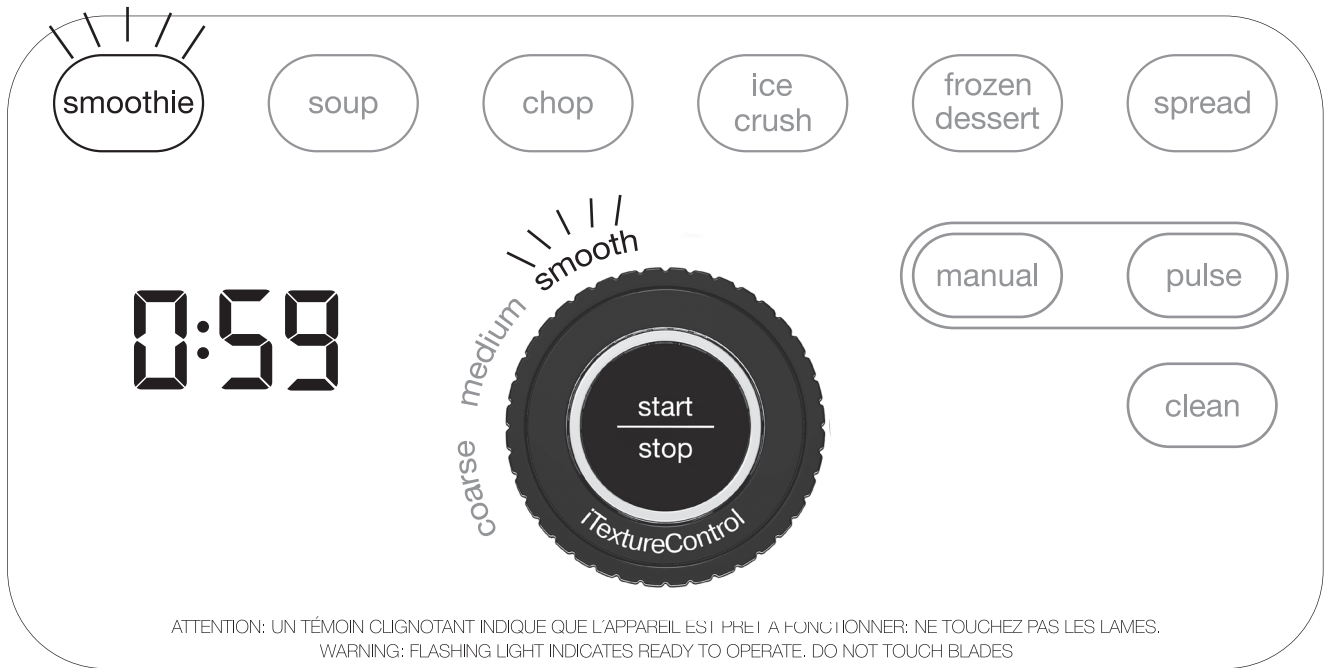 smoothie
soup
chop
ice
crush
frozen
dessert
spread
smooth
medium
coarse
manual
pulse
0:59
start
stop
clean
iTextureControl
ATTENTION: UN TÉMOIN CLIGNOTANT INDIQUE QUE L'APPAREIL EST PRET A FONCTIONNER: NE TOUCHEZ PAS LES LAMES.
WARNING: FLASHING LIGHT INDICATES READY TO OPERATE. DO NOT TOUCH BLADES